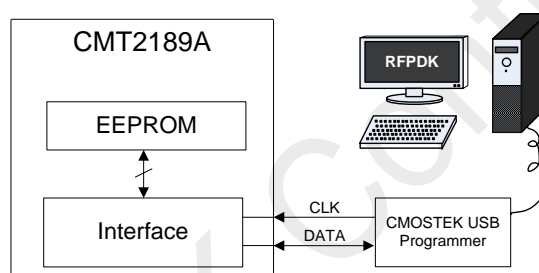 CMT2189A
RFPDK
EEPROM
CLK
Interface
DATA
CMOSTEK USB
Programmer